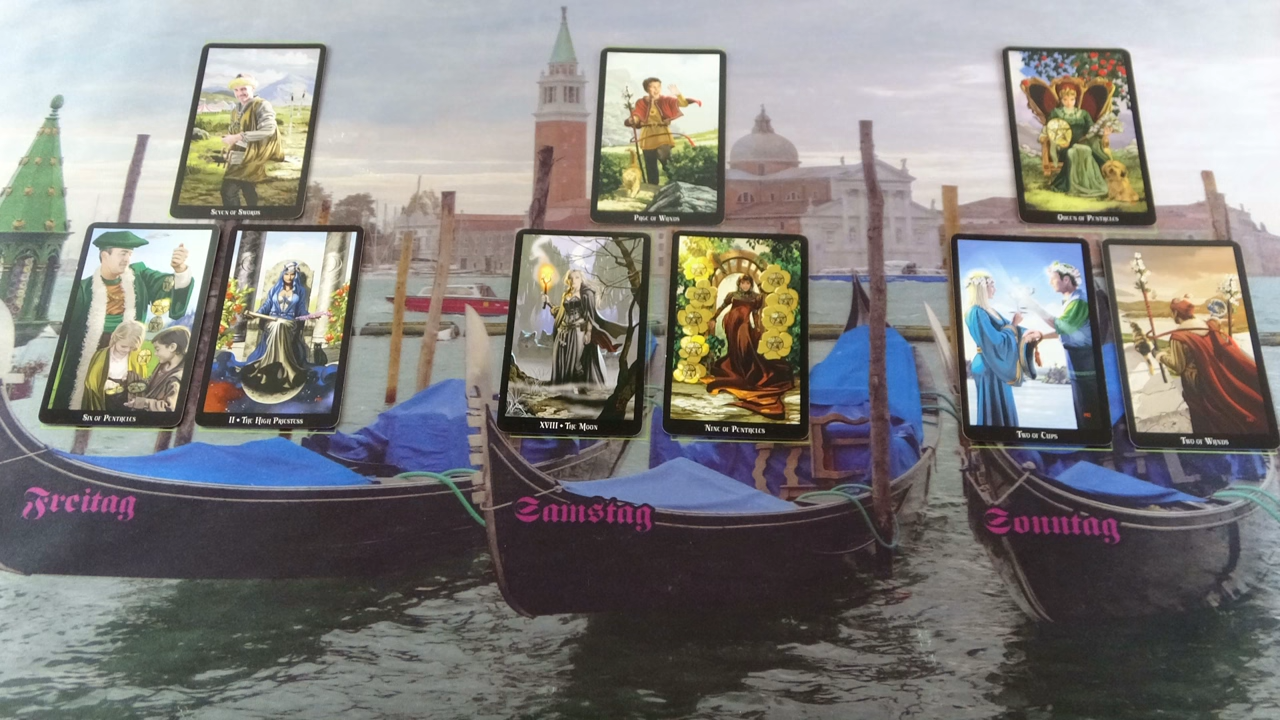 Seven of Swords
Page of Wands
Queen of Pentacles
Six of Pentacles
II • The High Priestess
XVIII • The Moon
Nine of Pentacles
Two of Cups
Two of Wands
Freitag
Samstag
Sonntag